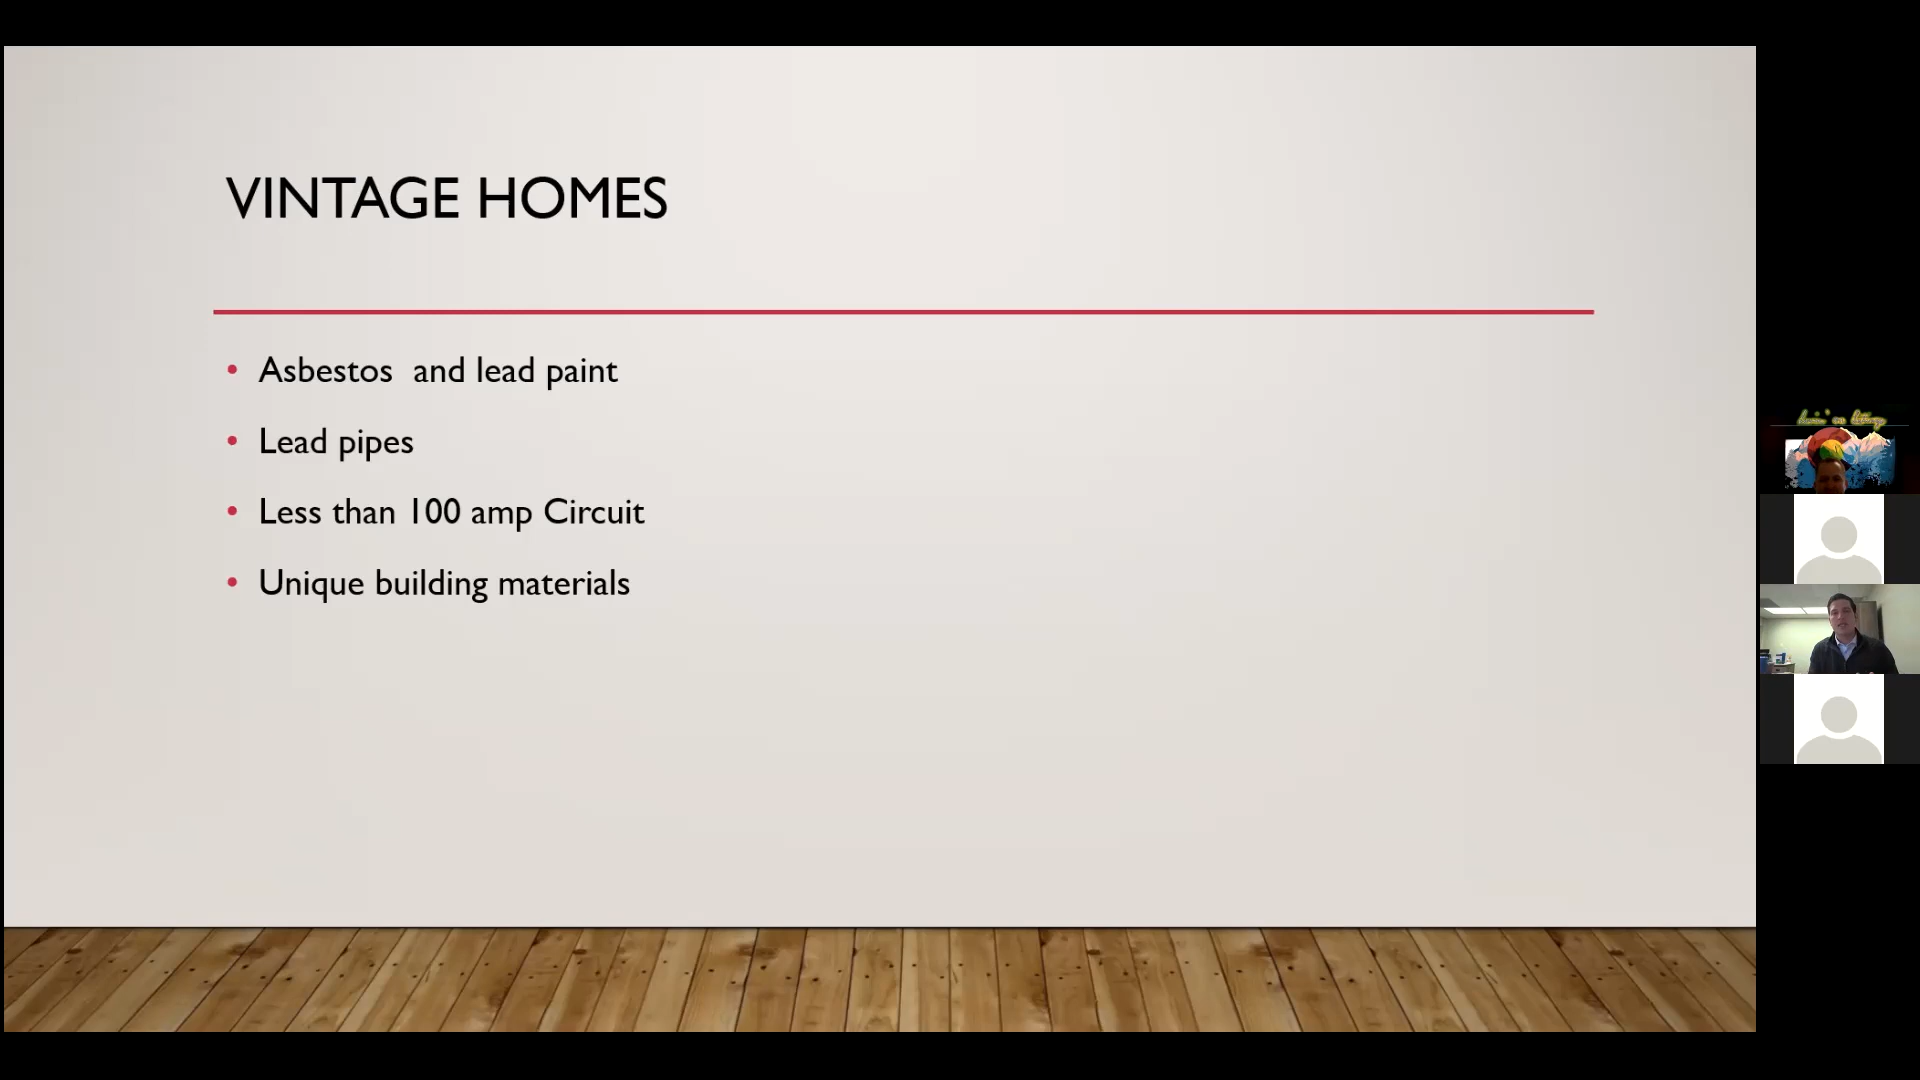 VINTAGE HOMES
• Asbestos  and lead paint
• Lead pipes
• Less than 100 amp Circuit
• Unique building materials